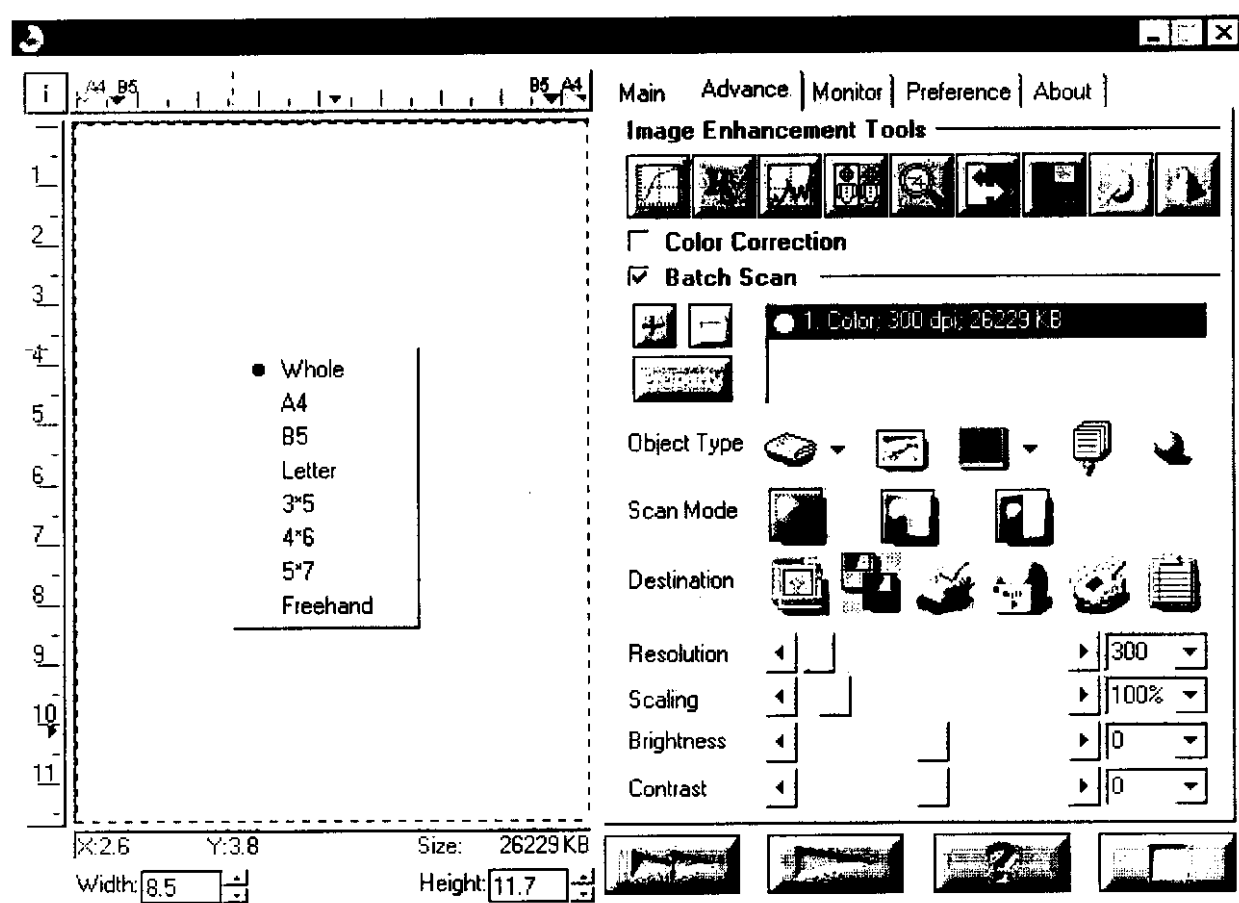 i
A4 B5
B5 A4
1
2
3
4
5
6
7
8
9
10
11
Whole
A4
B5
Letter
3*5
4*6
5*7
Freehand
X:2.6 Y:3.8 Size: 26229 KB
Width: 8.5 Height: 11.7
Main Advance Monitor Preference About
Image Enhancement Tools
Color Correction
Batch Scan
1. Color; 300 dpi; 26229 KB
Object Type
Scan Mode
Destination
Resolution 300
Scaling 100%
Brightness 0
Contrast 0
?